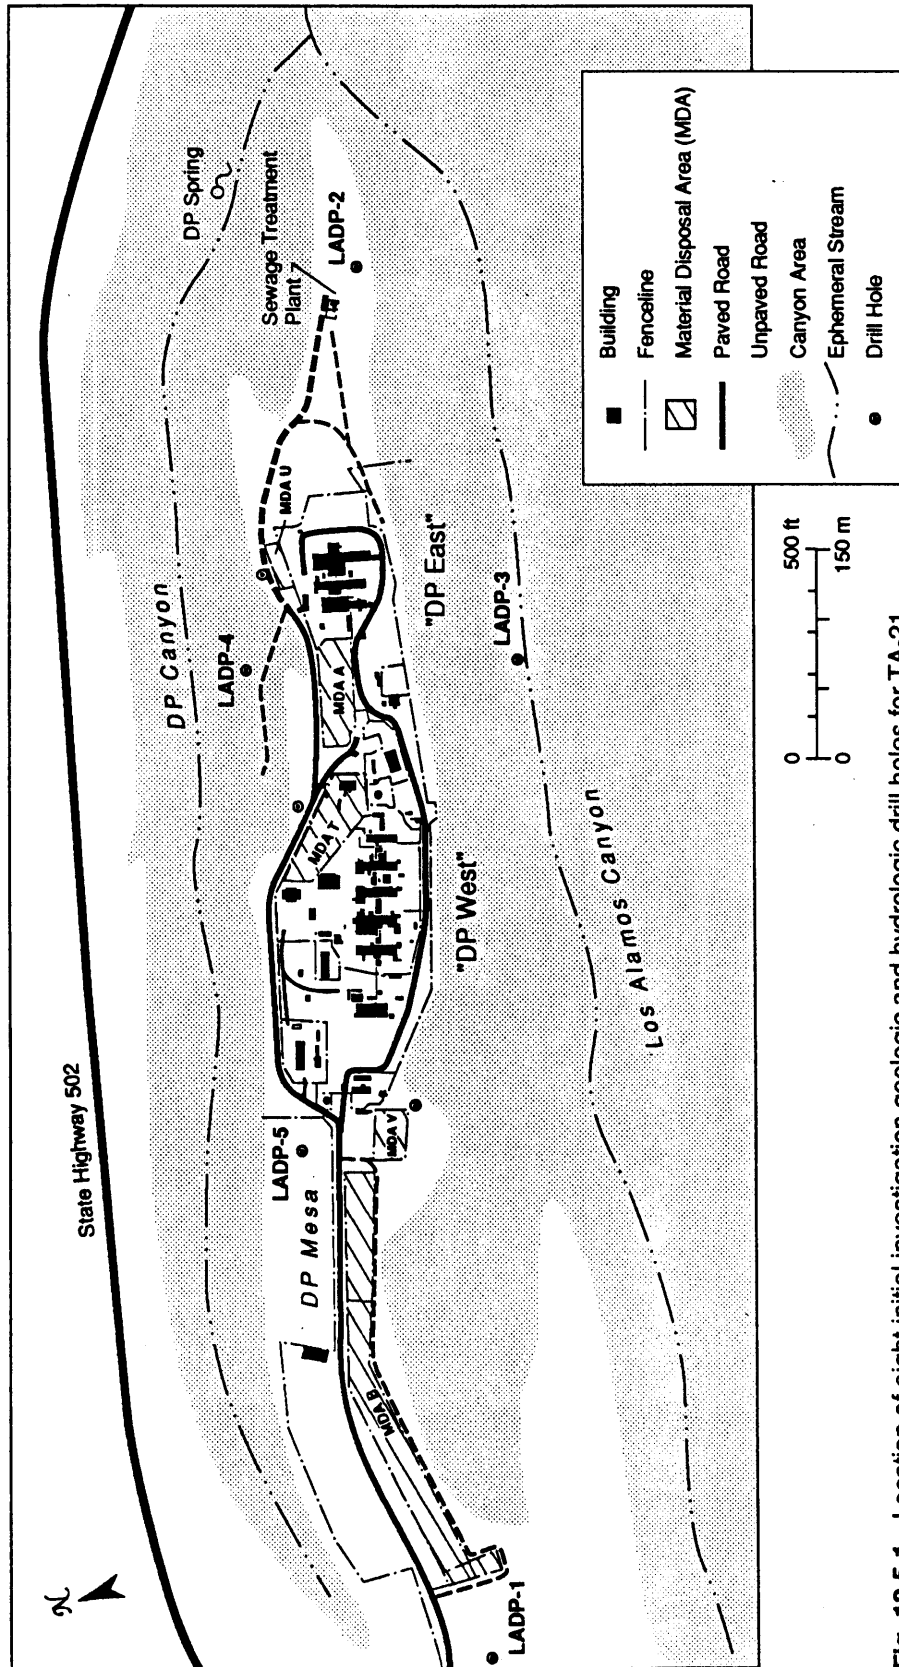 N
State Highway 502
DP Canyon
DP Spring
Sewage Treatment
Plant
LADP-2
LADP-4
MDA U
MDA A
MDA T
"DP East"
"DP West"
LADP-5
DP Mesa
MDA V
MDA B
LADP-1
LADP-3
Los Alamos Canyon
Building
Fenceline
Material Disposal Area (MDA)
Paved Road
Unpaved Road
Canyon Area
Ephemeral Stream
Drill Hole
0 500 ft
0 150 m
Location of eight initial investigation geologic and hydrologic drill holes for TA-21